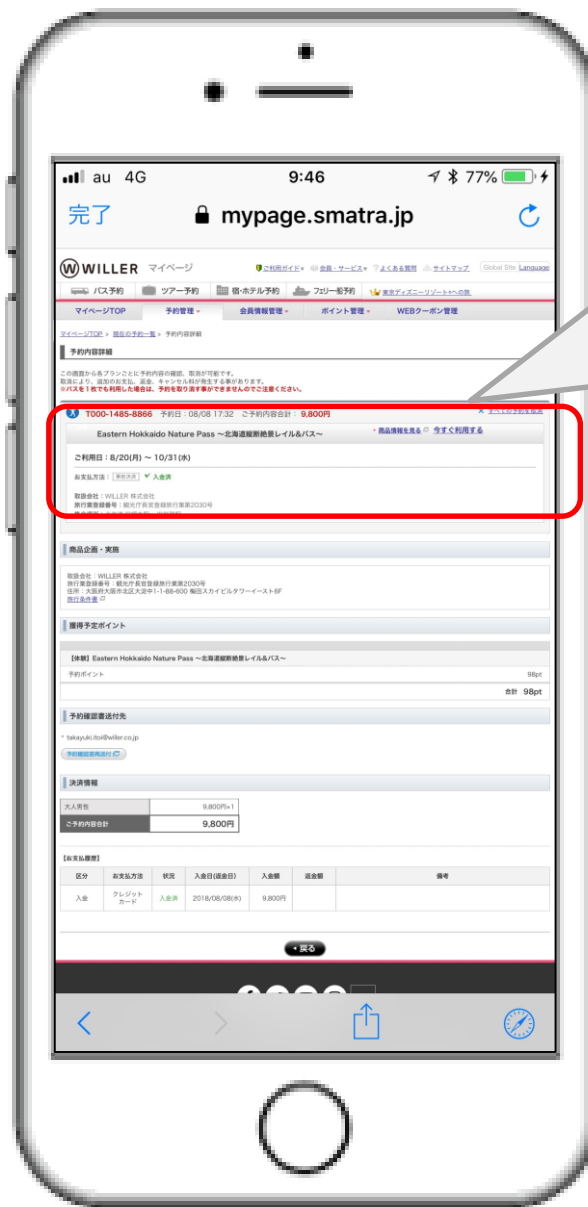 au 4G 9:46 77%
完了 mypage.smatra.jp
WILLER マイページ ご利用ガイド 会員・サービス よくある質問 サイトマップ Global Site Language
バス予約 ツアー予約 宿・ホテル予約 フェリー・船予約 東京ディズニーリゾート®への旅
マイページTOP 予約管理 会員情報管理 ポイント管理 WEBクーポン管理
マイページTOP > 現在の予約一覧 > 予約内容詳細
予約内容詳細
この画面から各プランごとに予約内容の確認、取消が可能です。
取消により、追加のお支払、返金、キャンセル料が発生する事があります。
※パスを1枚でも利用した場合は、予約を取り消す事ができませんのでご注意ください。
T000-1485-8866 予約日：08/08 17:32 ご予約内容合計： 9,800円 すべての予約を取消
Eastern Hokkaido Nature Pass ～北海道縦断絶景レイル&バス～ 商品情報を見る 今すぐ利用する
ご利用日：8/20(月) ～ 10/31(水)
お支払方法： 事前決済 入金済
取扱会社：WILLER 株式会社
旅行業登録番号：観光庁長官登録旅行業第2030号
商品企画・実施
取扱会社：WILLER 株式会社
旅行業登録番号：観光庁長官登録旅行業第2030号
住所：大阪府大阪市北区大淀中1-1-88-600 梅田スカイビルタワーイースト6F
旅行条件書
獲得予定ポイント
【体験】Eastern Hokkaido Nature Pass ～北海道縦断絶景レイル&バス～
予約ポイント 98pt
合計 98pt
予約確認書送付先
* takayuki.itoi@willer.co.jp
予約確認書再送付
決済情報
大人男性 9,800円×1
ご予約内容合計 9,800円
【お支払履歴】
区分 お支払方法 状況 入金日(返金日) 入金額 返金額 備考
入金 クレジットカード 入金済 2018/08/08(水) 9,800円
戻る